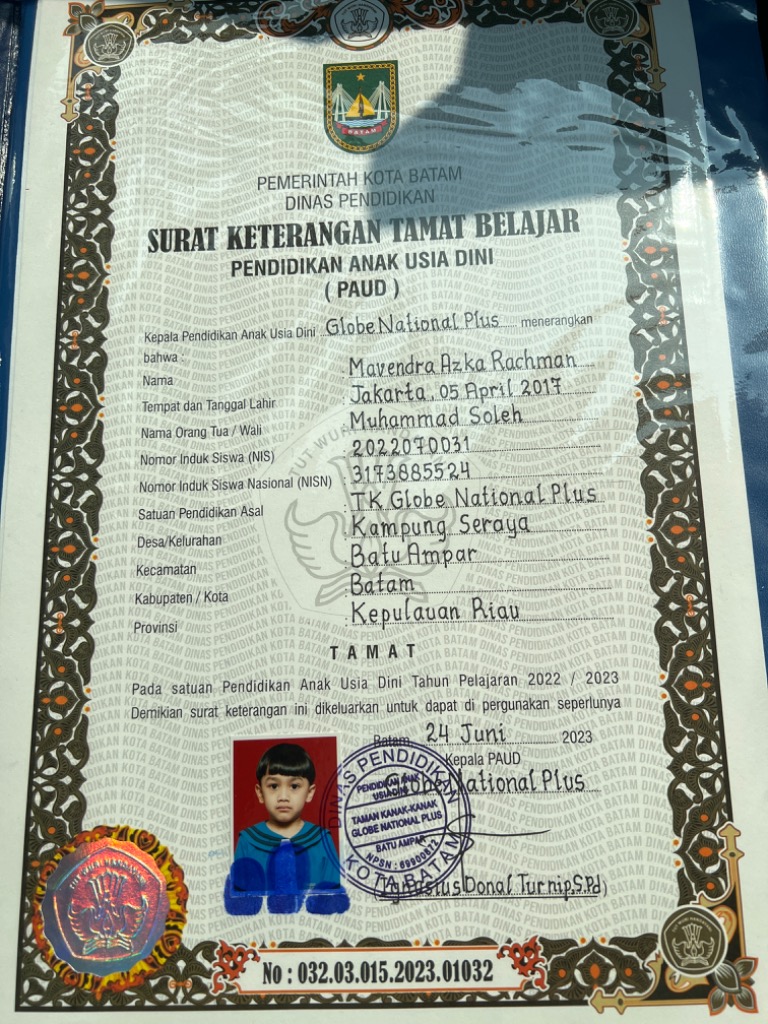 BATAM
PEMERINTAH KOTA BATAM
DINAS PENDIDIKAN
SURAT KETERANGAN TAMAT BELAJAR
PENDIDIKAN ANAK USIA DINI
( PAUD )
Kepala Pendidikan Anak Usia Dini Globe National Plus menerangkan
bahwa :
Nama : Mavendra Azka Rachman
Tempat dan Tanggal Lahir : Jakarta, 05 April 2017
Nama Orang Tua / Wali : Muhammad Soleh
Nomor Induk Siswa (NIS) : 2022070031
Nomor Induk Siswa Nasional (NISN) : 3173885524
Satuan Pendidikan Asal : TK Globe National Plus
Desa/Kelurahan : Kampung Seraya
Kecamatan : Batu Ampar
Kabupaten / Kota : Batam
Provinsi : Kepulauan Riau
TAMAT
Pada satuan Pendidikan Anak Usia Dini Tahun Pelajaran 2022 / 2023
Demikian surat keterangan ini dikeluarkan untuk dapat di pergunakan seperlunya
Batam 24 Juni 2023
Kepala PAUD
Globe National Plus
DINAS PENDIDIKAN
PENDIDIKAN ANAK
USIA DINI
TAMAN KANAK-KANAK
GLOBE NATIONAL PLUS
BATU AMPAR
NPSN : 69900872
KOTA BATAM
Donal Turnip S.Pd)
No : 032.03.015.2023.01032